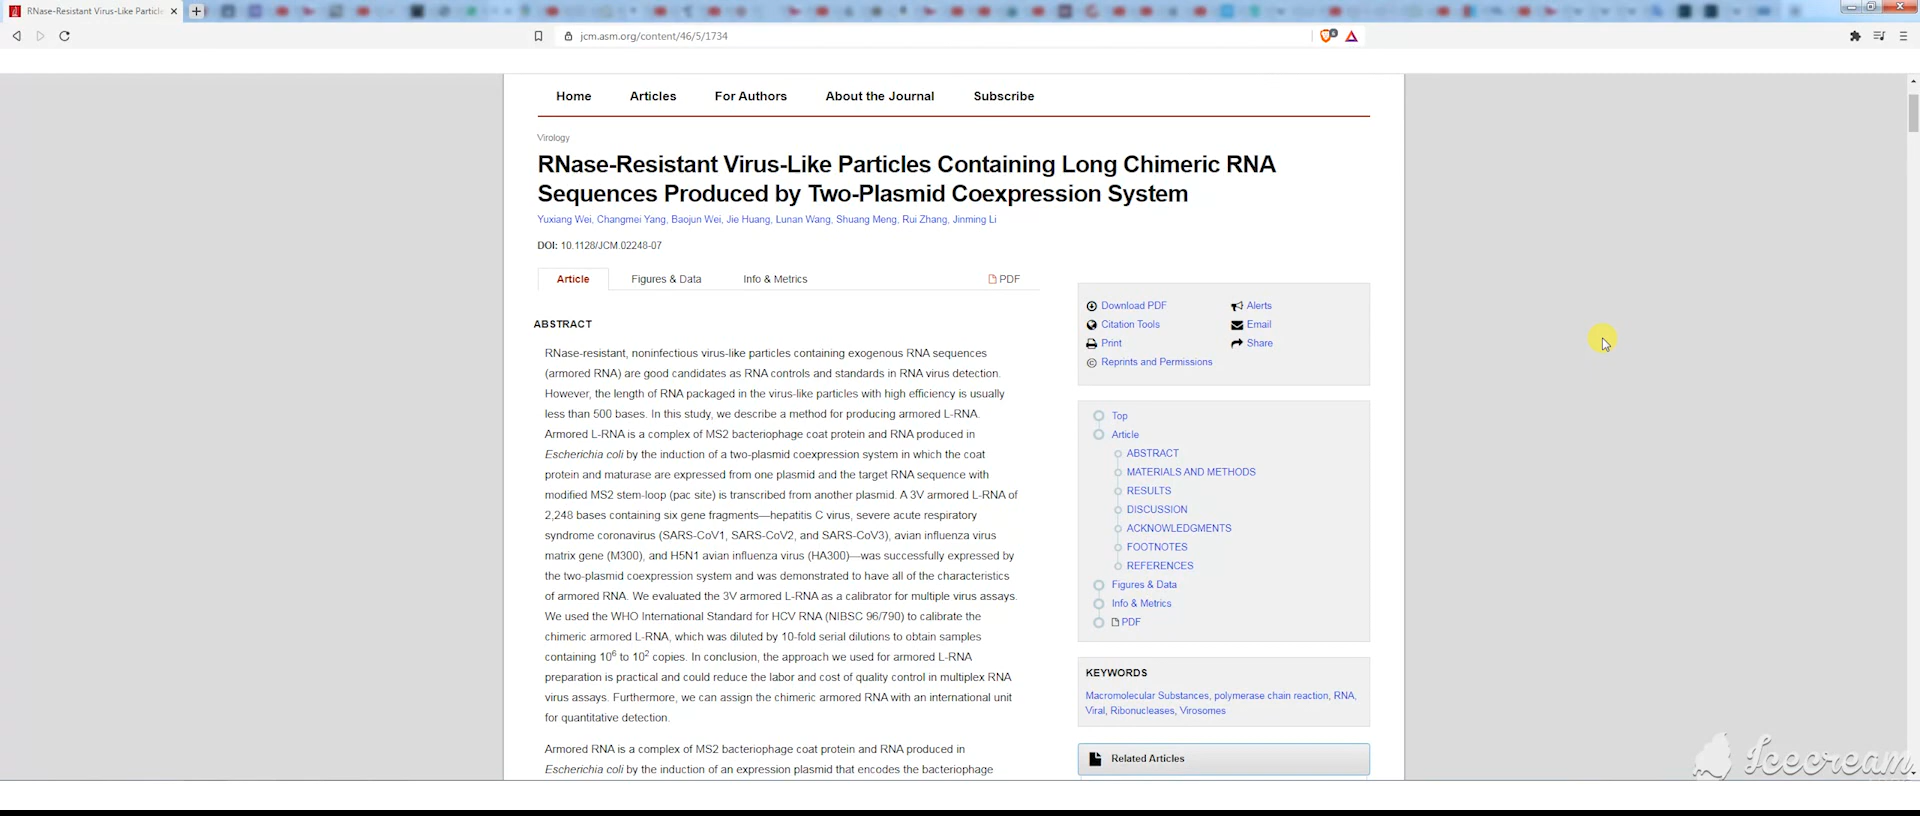 RNase-Resistant Virus-Like Particle
jcm.asm.org/content/46/5/1734
Home Articles For Authors About the Journal Subscribe
Virology
RNase-Resistant Virus-Like Particles Containing Long Chimeric RNA
Sequences Produced by Two-Plasmid Coexpression System
Yuxiang Wei, Changmei Yang, Baojun Wei, Jie Huang, Lunan Wang, Shuang Meng, Rui Zhang, Jinming Li
DOI: 10.1128/JCM.02248-07
Article Figures & Data Info & Metrics PDF
ABSTRACT
RNase-resistant, noninfectious virus-like particles containing exogenous RNA sequences
(armored RNA) are good candidates as RNA controls and standards in RNA virus detection.
However, the length of RNA packaged in the virus-like particles with high efficiency is usually
less than 500 bases. In this study, we describe a method for producing armored L-RNA.
Armored L-RNA is a complex of MS2 bacteriophage coat protein and RNA produced in
Escherichia coli by the induction of a two-plasmid coexpression system in which the coat
protein and maturase are expressed from one plasmid and the target RNA sequence with
modified MS2 stem-loop (pac site) is transcribed from another plasmid. A 3V armored L-RNA of
2,248 bases containing six gene fragments—hepatitis C virus, severe acute respiratory
syndrome coronavirus (SARS-CoV1, SARS-CoV2, and SARS-CoV3), avian influenza virus
matrix gene (M300), and H5N1 avian influenza virus (HA300)—was successfully expressed by
the two-plasmid coexpression system and was demonstrated to have all of the characteristics
of armored RNA. We evaluated the 3V armored L-RNA as a calibrator for multiple virus assays.
We used the WHO International Standard for HCV RNA (NIBSC 96/790) to calibrate the
chimeric armored L-RNA, which was diluted by 10-fold serial dilutions to obtain samples
containing 10⁶ to 10² copies. In conclusion, the approach we used for armored L-RNA
preparation is practical and could reduce the labor and cost of quality control in multiplex RNA
virus assays. Furthermore, we can assign the chimeric armored RNA with an international unit
for quantitative detection.
Armored RNA is a complex of MS2 bacteriophage coat protein and RNA produced in
Escherichia coli by the induction of an expression plasmid that encodes the bacteriophage
Download PDF Alerts
Citation Tools Email
Print Share
Reprints and Permissions
Top
Article
ABSTRACT
MATERIALS AND METHODS
RESULTS
DISCUSSION
ACKNOWLEDGMENTS
FOOTNOTES
REFERENCES
Figures & Data
Info & Metrics
PDF
KEYWORDS
Macromolecular Substances, polymerase chain reaction, RNA,
Viral, Ribonucleases, Virosomes
Related Articles
Icecream